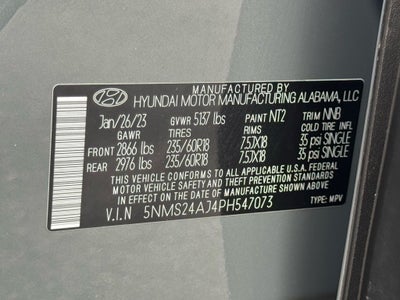 MANUFACTURED BY
HYUNDAI MOTOR MANUFACTURING ALABAMA, LLC
Jan/26/23 GVWR 5137 lbs PAINT NT2 TRIM NNB
GAWR TIRES RIMS COLD TIRE INF.
FRONT 2866 lbs 235/60R18 7.5JX18 35 psi SINGLE
REAR 2976 lbs 235/60R18 7.5JX18 35 psi SINGLE
THIS VEHICLE CONFORMS TO ALL APPLICABLE U.S. FEDERAL
MOTOR VEHICLE SAFETY AND THEFT PREVENTION STANDARDS
IN EFFECT ON THE DATE OF MANUFACTURE SHOWN ABOVE.
V.I.N 5NMS24AJ4PH547073 TYPE: MPV